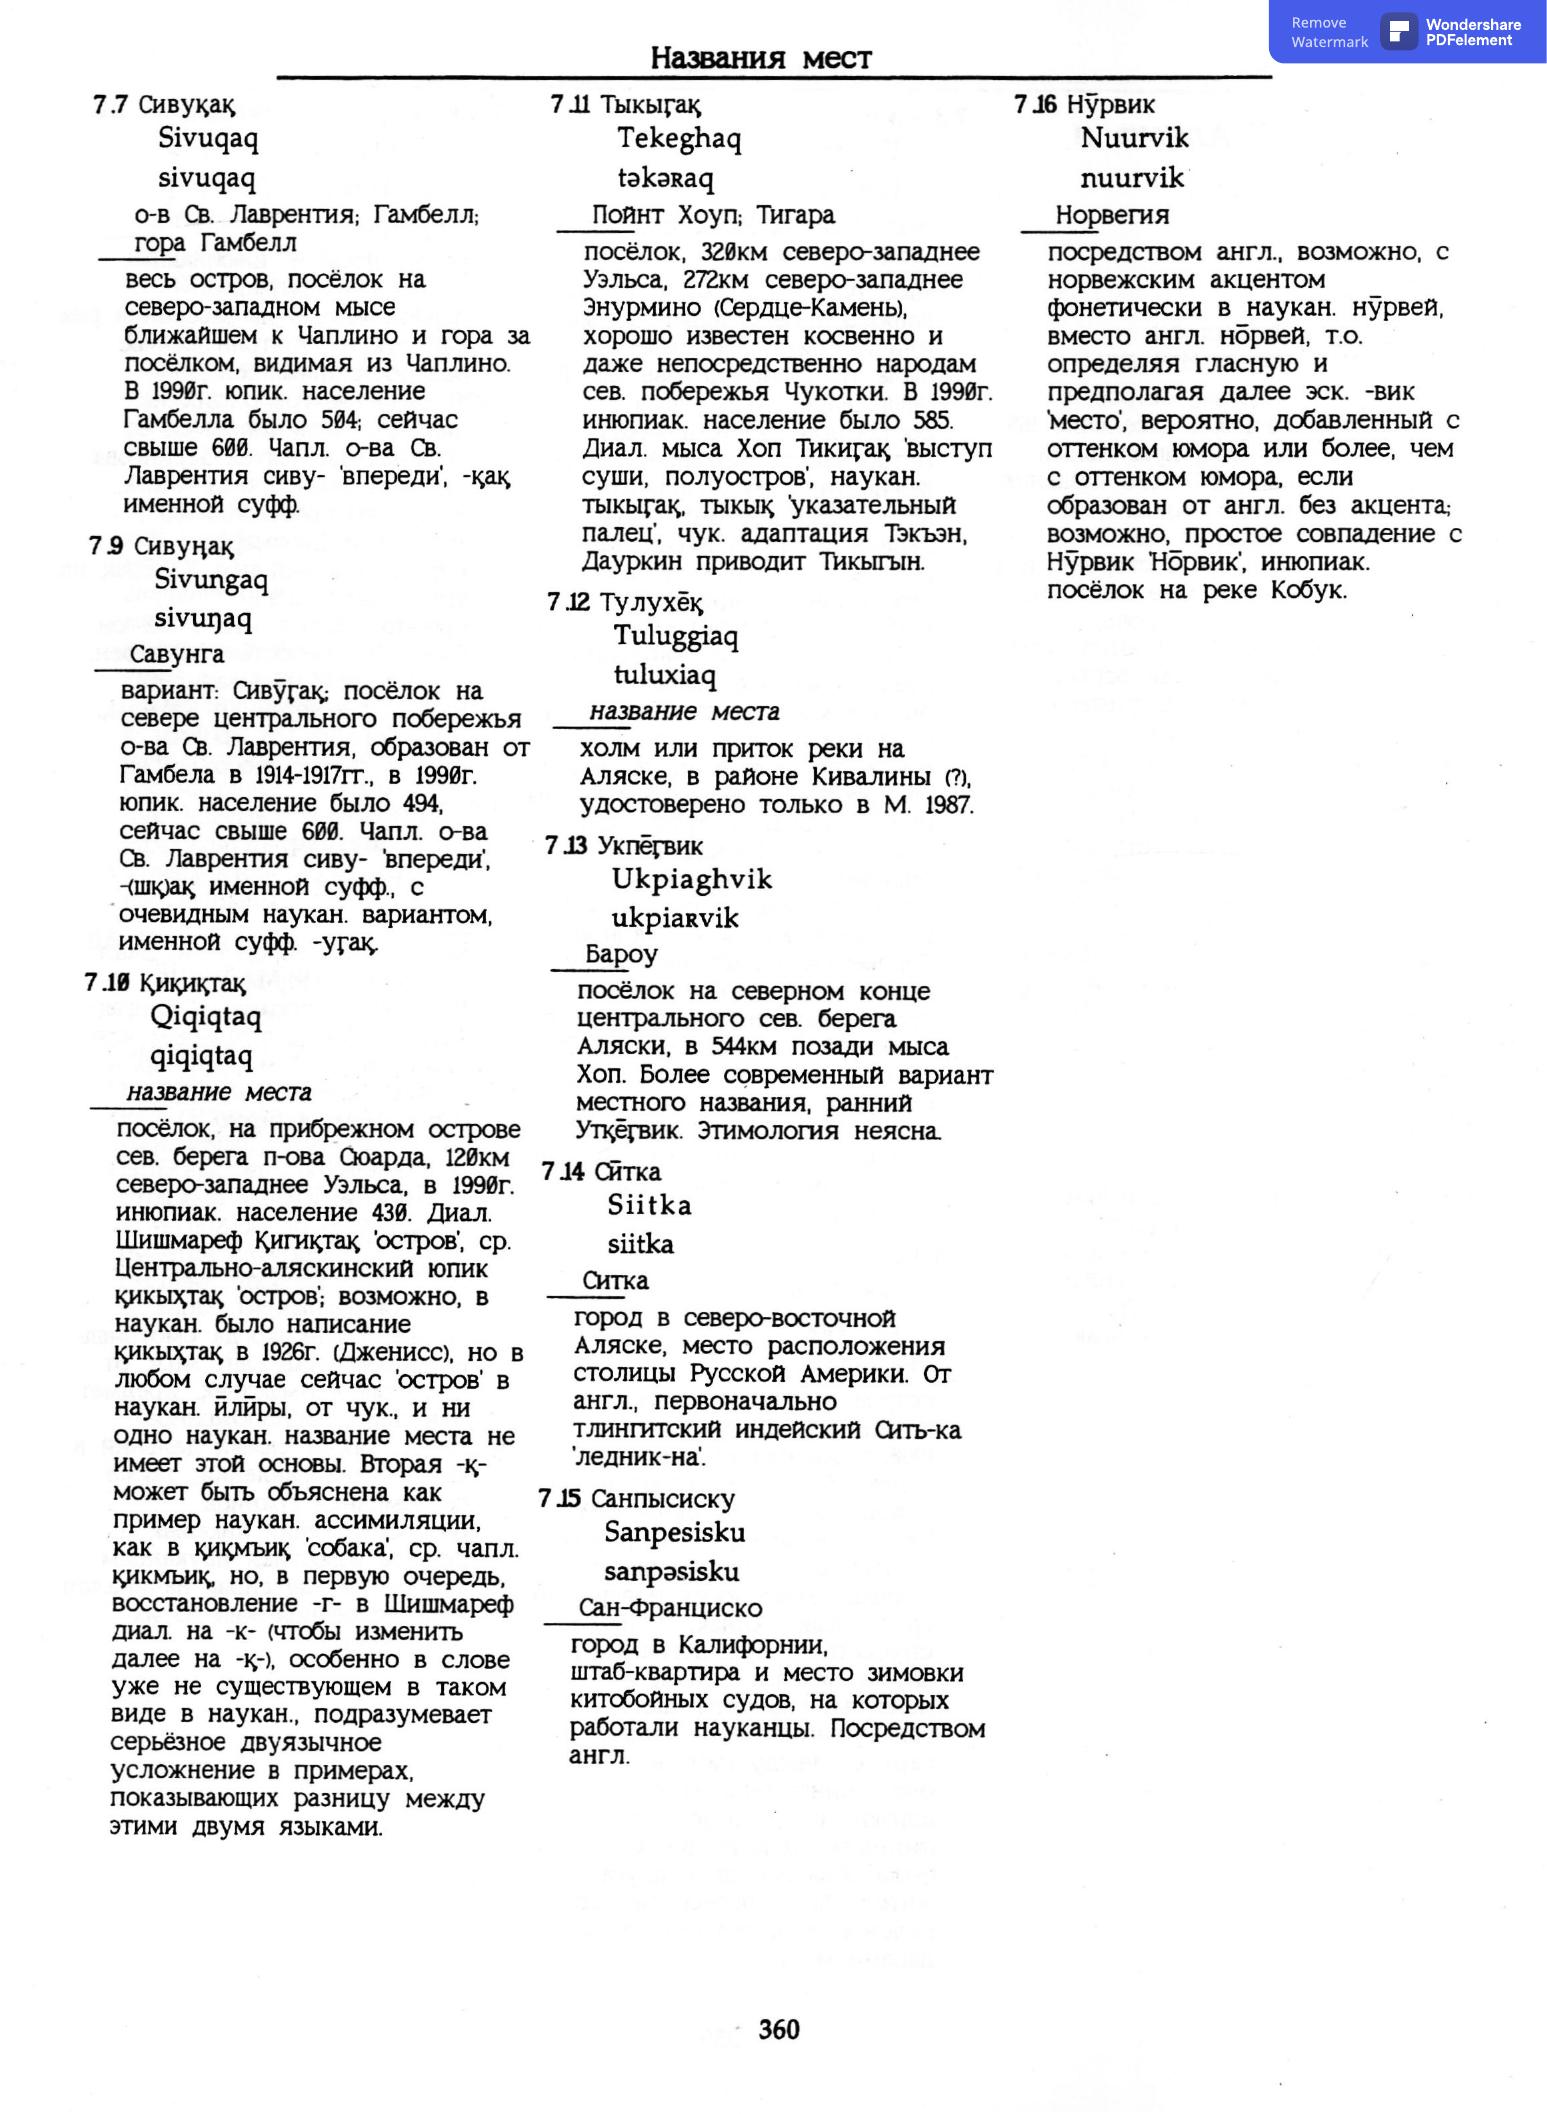 Remove
Watermark
Wondershare
PDFelement
Названия мест
7.7 Сивуқақ
Sivuqaq
sivuqaq
о-в Св. Лаврентия; Гамбелл;
гора Гамбелл
весь остров, посёлок на
северо-западном мысе
ближайшем к Чаплино и гора за
посёлком, видимая из Чаплино.
В 1990г. юпик. население
Гамбелла было 504; сейчас
свыше 600. Чапл. о-ва Св.
Лаврентия сиву- 'впереди', -қақ
именной суфф.
7.9 Сивуңақ
Sivungaq
sivuŋaq
Савунга
вариант: Сивӯӷақ; посёлок на
севере центрального побережья
о-ва Св. Лаврентия, образован от
Гамбела в 1914-1917гг., в 1990г.
юпик. население было 494,
сейчас свыше 600. Чапл. о-ва
Св. Лаврентия сиву- 'впереди',
-(шқ)ақ именной суфф., с
очевидным наукан. вариантом,
именной суфф. -уӷақ.
7.10 Қиқиқтақ
Qiqiqtaq
qiqiqtaq
название места
посёлок, на прибрежном острове
сев. берега п-ова Сюарда, 120км
северо-западнее Уэльса, в 1990г.
инюпиак. население 430. Диал.
Шишмареф Қигиқтақ 'остров', ср.
Центрально-аляскинский юпик
қикыҳтақ 'остров'; возможно, в
наукан. было написание
қикыҳтақ в 1926г. (Дженисс), но в
любом случае сейчас 'остров' в
наукан. ӣлӣры, от чук., и ни
одно наукан. название места не
имеет этой основы. Вторая -қ-
может быть объяснена как
пример наукан. ассимиляции,
как в қиқмъиқ 'собака', ср. чапл.
қикмъиқ, но, в первую очередь,
восстановление -г- в Шишмареф
диал. на -к- (чтобы изменить
далее на -қ-), особенно в слове
уже не существующем в таком
виде в наукан., подразумевает
серьёзное двуязычное
усложнение в примерах,
показывающих разницу между
этими двумя языками.
7.11 Тыкыӷақ
Tekeghaq
təkəʀaq
Пойнт Хоуп; Тигара
посёлок, 320км северо-западнее
Уэльса, 272км северо-западнее
Энурмино (Сердце-Камень),
хорошо известен косвенно и
даже непосредственно народам
сев. побережья Чукотки. В 1990г.
инюпиак. население было 585.
Диал. мыса Хоп Тикиӷақ 'выступ
суши, полуостров', наукан.
тыкыӷақ, тыкық 'указательный
палец', чук. адаптация Тэкъэн,
Дауркин приводит Тикыгын.
7.12 Тулухēқ
Tuluggiaq
tuluxiaq
название места
холм или приток реки на
Аляске, в районе Кивалины (?),
удостоверено только в М. 1987.
7.13 Укпēӷвик
Ukpiaghvik
ukpiaʀvik
Бароу
посёлок на северном конце
центрального сев. берега
Аляски, в 544км позади мыса
Хоп. Более современный вариант
местного названия, ранний
Утқēӷвик. Этимология неясна.
7.14 Сӣтка
Siitka
siitka
Ситка
город в северо-восточной
Аляске, место расположения
столицы Русской Америки. От
англ., первоначально
тлингитский индейский Сить-ка
'ледник-на'.
7.15 Санпысиску
Sanpesisku
sanpəsisku
Сан-Франциско
город в Калифорнии,
штаб-квартира и место зимовки
китобойных судов, на которых
работали науканцы. Посредством
англ.
7.16 Нӯрвик
Nuurvik
nuurvik
Норвегия
посредством англ., возможно, с
норвежским акцентом
фонетически в наукан. нӯрвей,
вместо англ. нōрвей, т.о.
определяя гласную и
предполагая далее эск. -вик
'место', вероятно, добавленный с
оттенком юмора или более, чем
с оттенком юмора, если
образован от англ. без акцента;
возможно, простое совпадение с
Нӯрвик 'Нōрвик', инюпиак.
посёлок на реке Кобук.
360